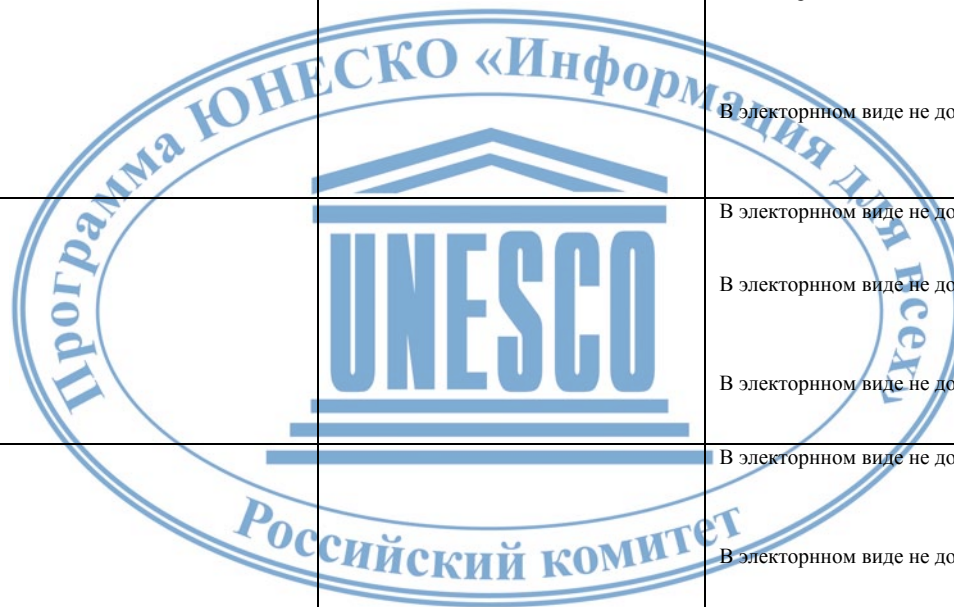 Программа ЮНЕСКО «Информация для всех»
UNESCO
Российский комитет
В электорнном виде не до
В электорнном виде не до
В электорнном виде не до
В электорнном виде не до
В электорнном виде не до
В электорнном виде не до